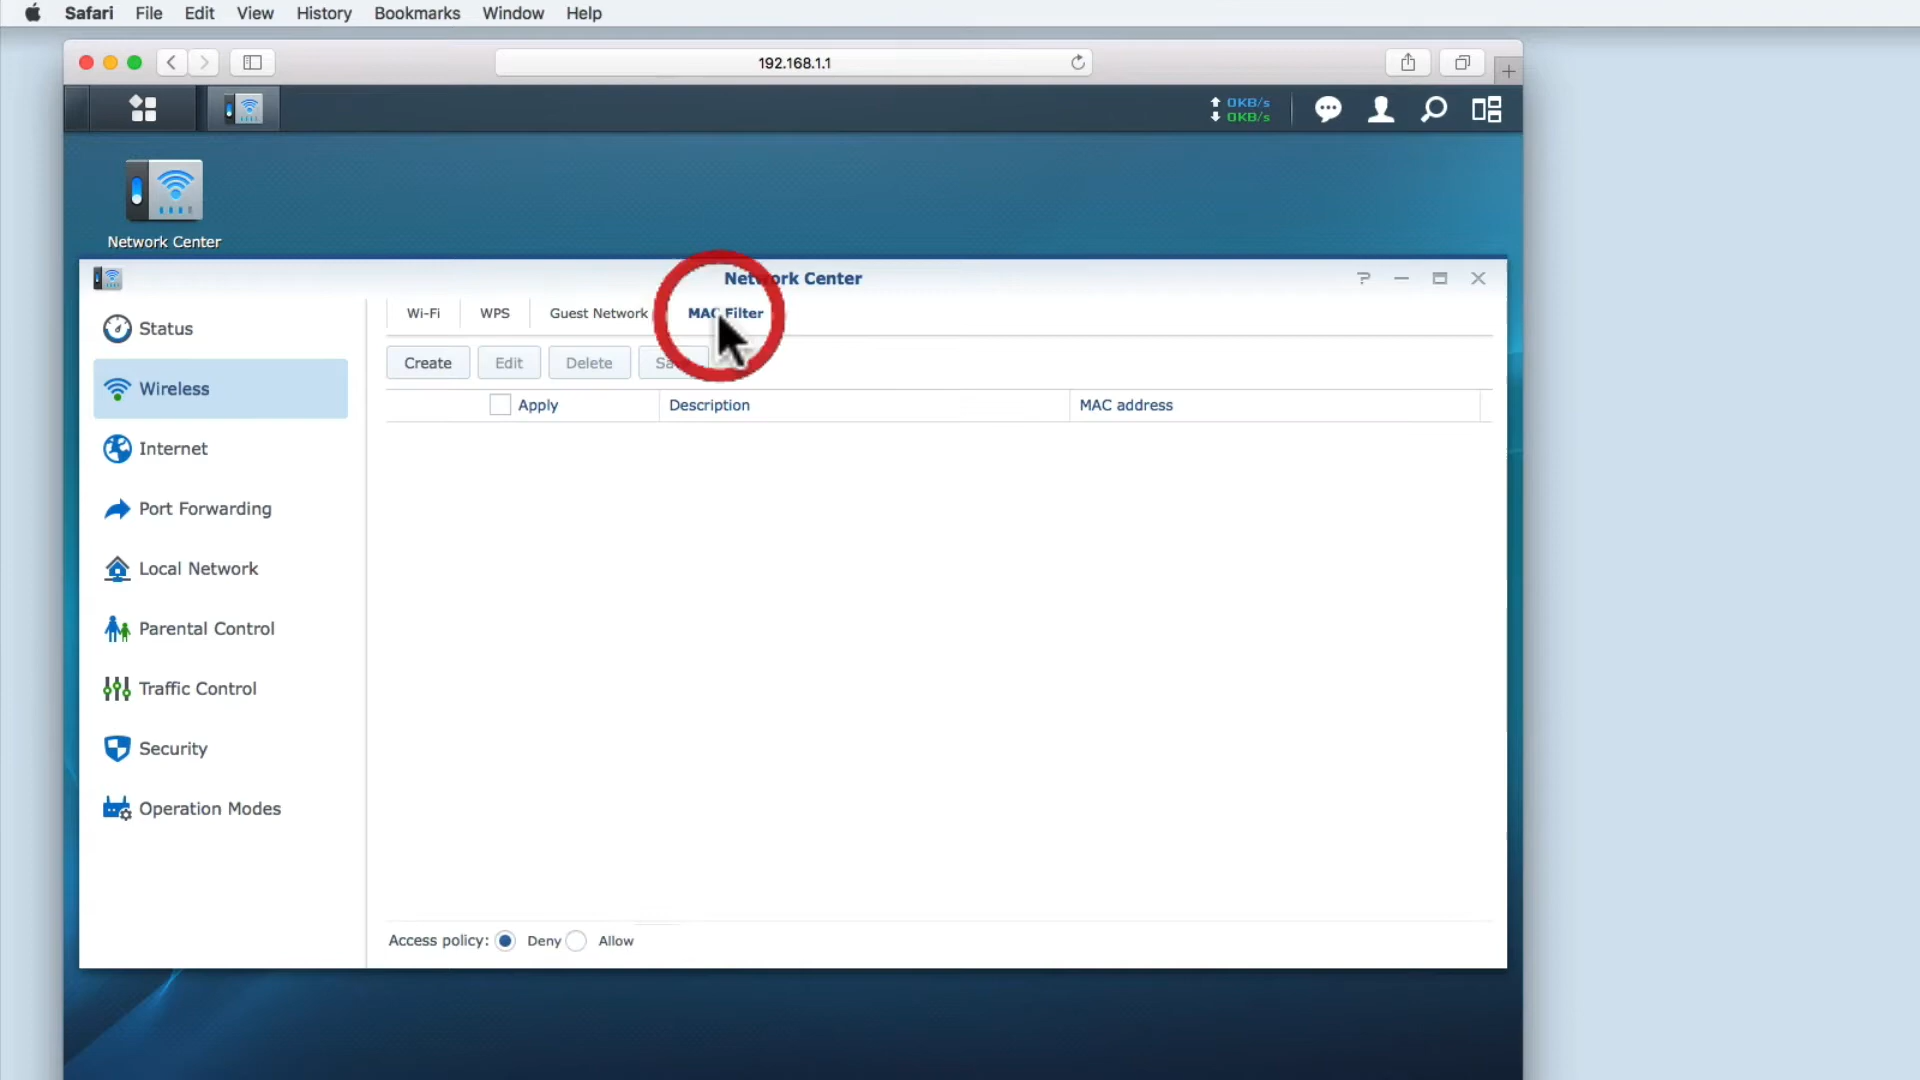 Safari File Edit View History Bookmarks Window Help
192.168.1.1
0KB/s
0KB/s
Network Center
Network Center
Wi-Fi WPS Guest Network MAC Filter
Status
Create Edit Delete
Wireless
Apply Description MAC address
Internet
Port Forwarding
Local Network
Parental Control
Traffic Control
Security
Operation Modes
Access policy: Deny Allow